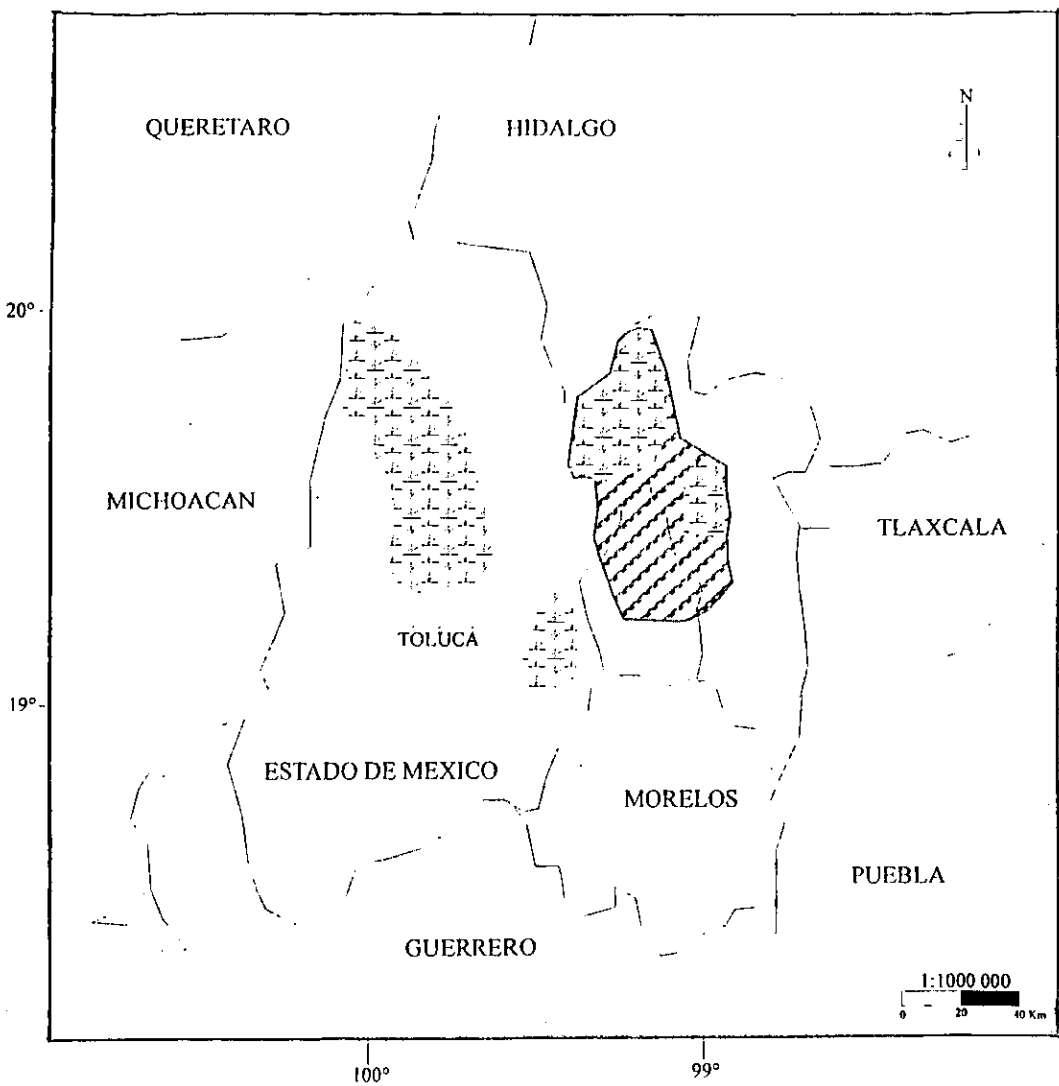 QUERETARO
HIDALGO
N
20°
MICHOACAN
TLAXCALA
TOLUCA
19°
ESTADO DE MEXICO
MORELOS
PUEBLA
GUERRERO
1:1000 000
0 20 40 Km
100°
99°